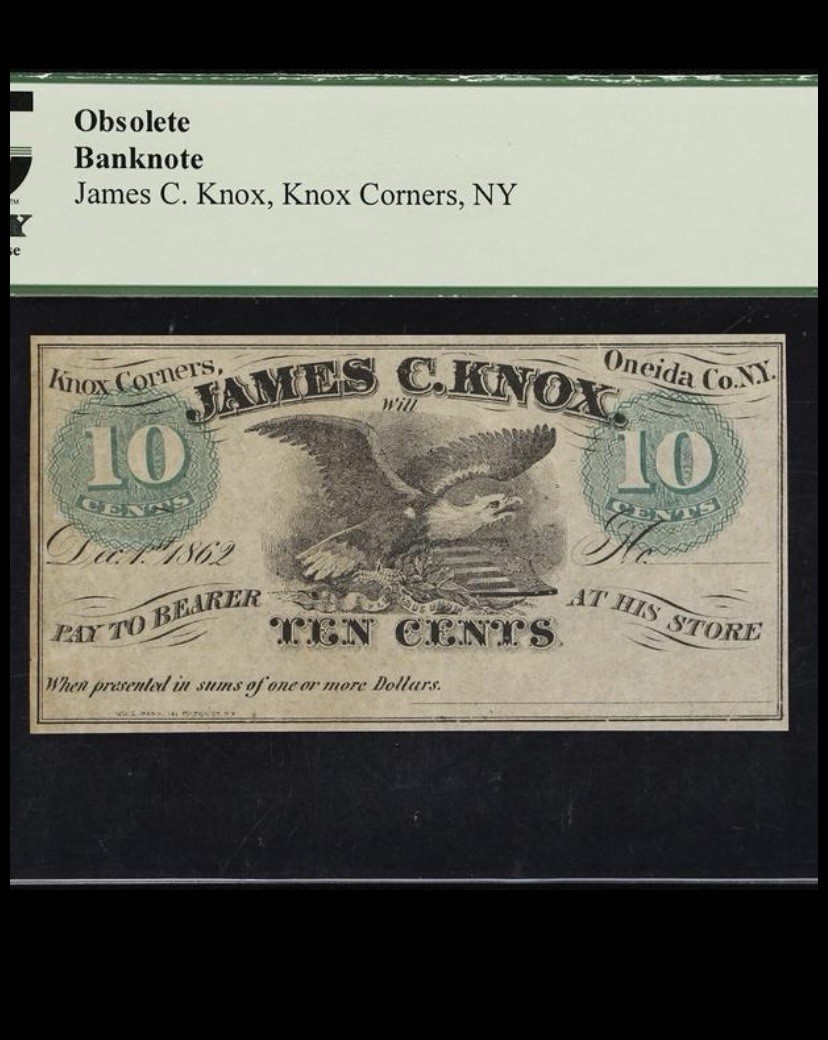 Obsolete
Banknote
James C. Knox, Knox Corners, NY
TM
Y
se
Knox Corners,
Oneida Co. N.Y.
JAMES C. KNOX.
Will
10
CENTS
10
CENTS
Dec. 1st 1862
No.
PAY TO BEARER
TEN CENTS
AT HIS STORE
When presented in sums of one or more Dollars.